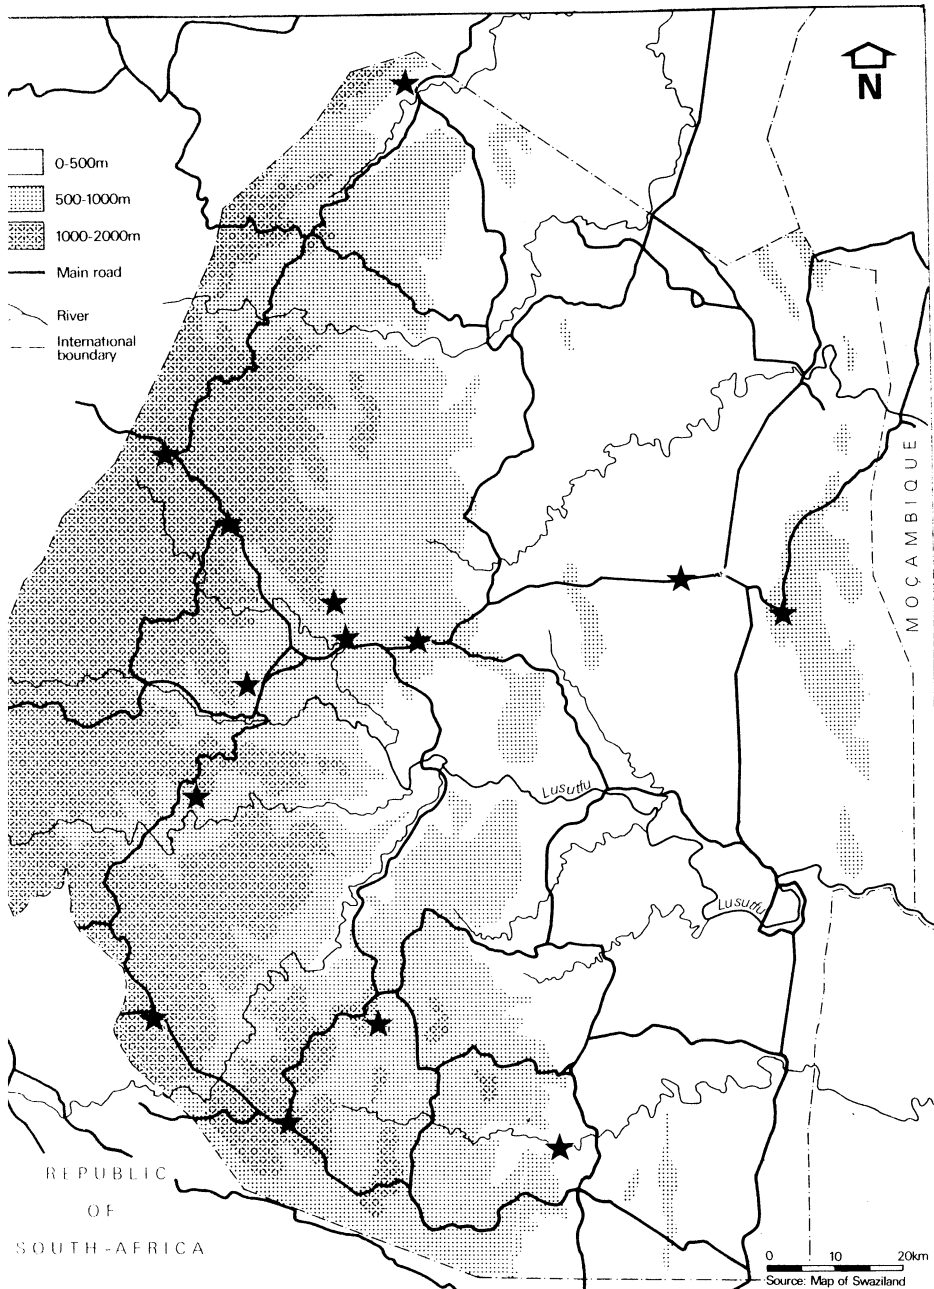 N
0-500m
500-1000m
1000-2000m
Main road
River
International
boundary
MOÇAMBIQUE
Lusutfu
Lusutfu
REPUBLIC
OF
SOUTH-AFRICA
0 10 20km
Source: Map of Swaziland